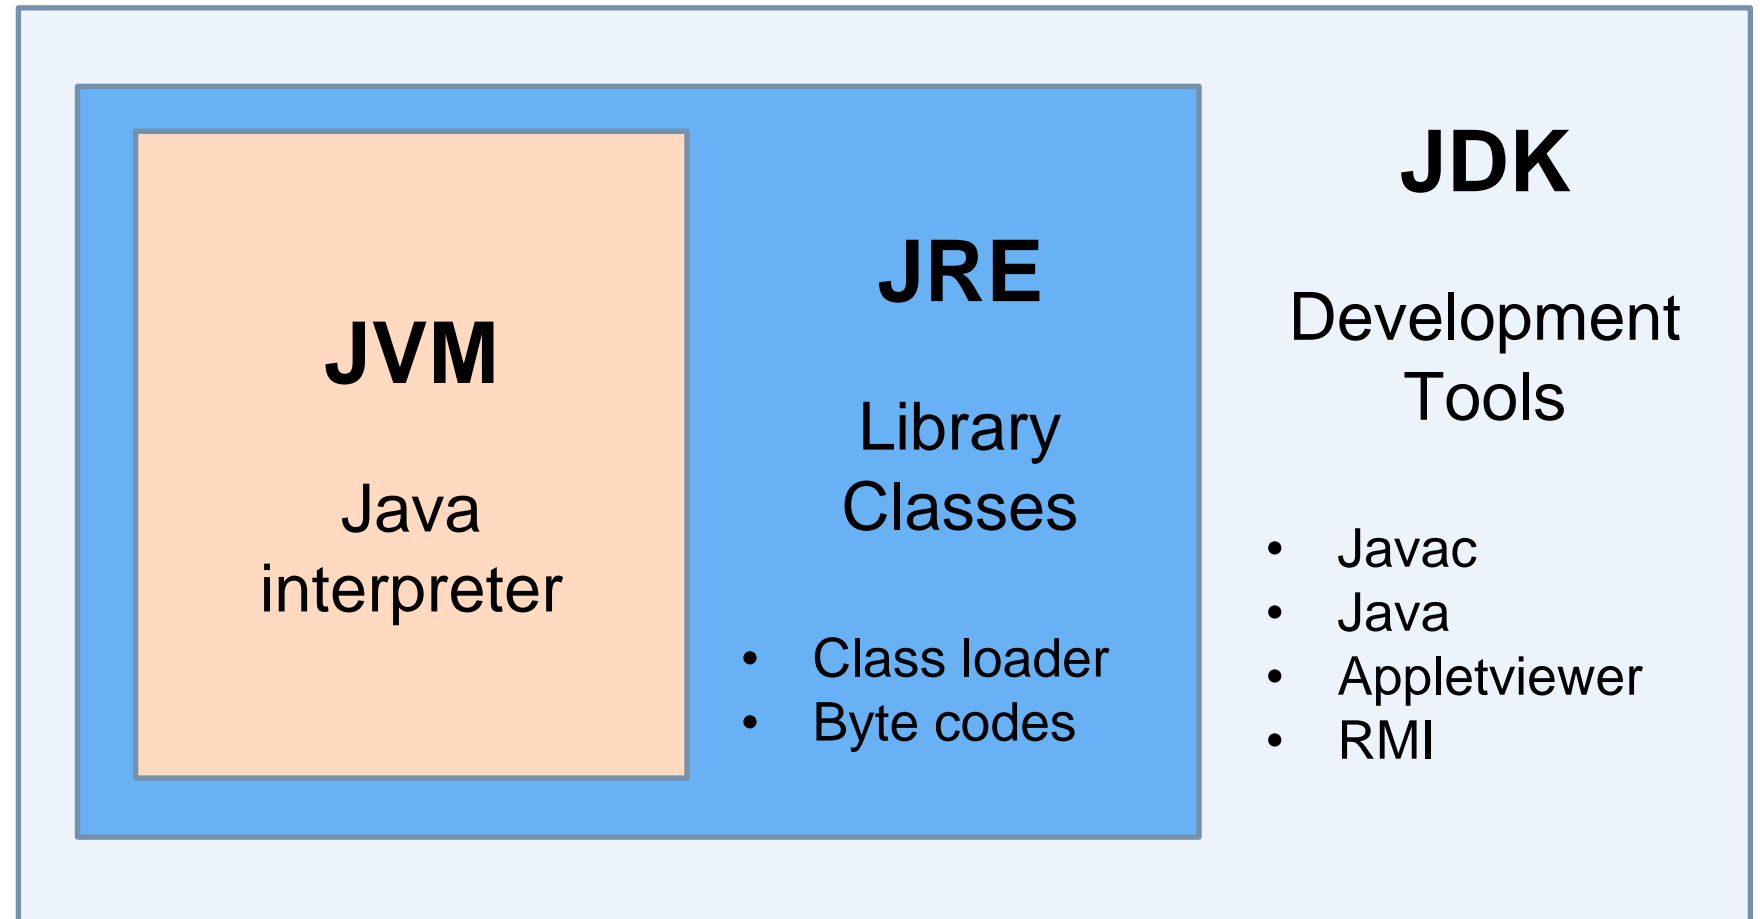 JVM
Java
interpreter
JRE
Library
Classes
• Class loader
• Byte codes
JDK
Development
Tools
• Javac
• Java
• Appletviewer
• RMI